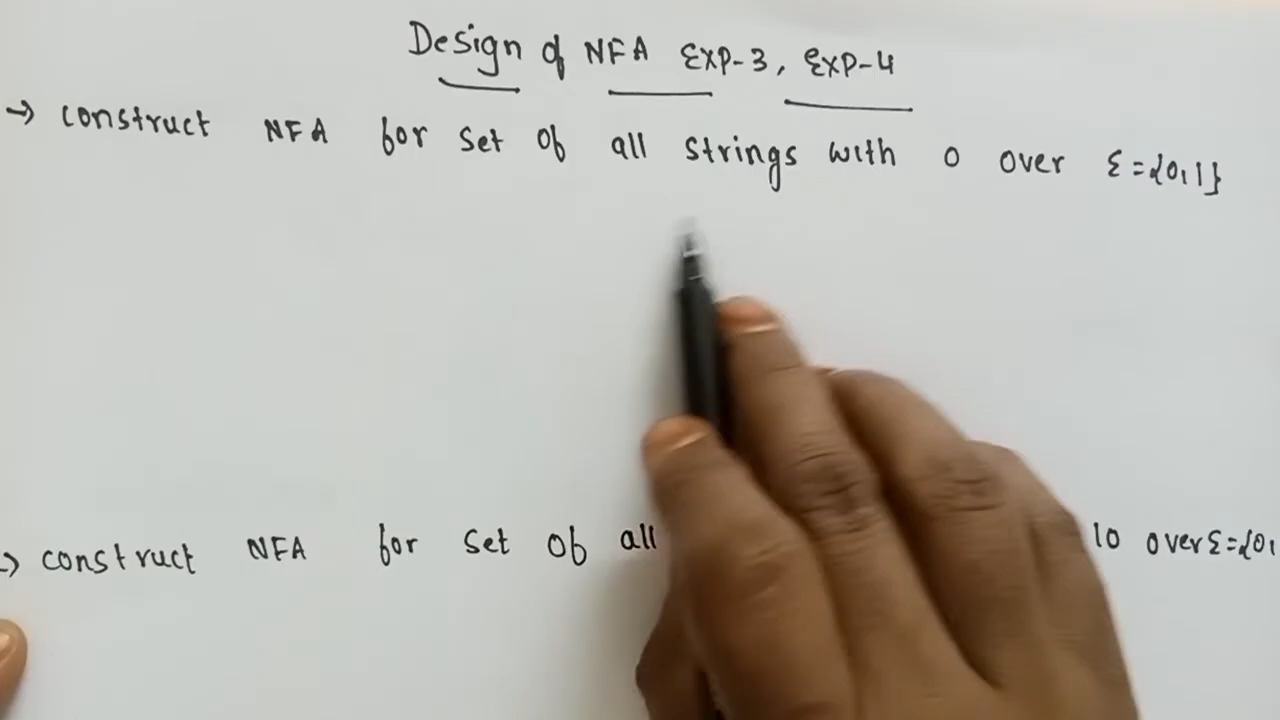 Design of NFA Exp-3, Exp-4
→ construct NFA for set of all strings with 0 over Σ={0,1}
→ construct NFA for set of all 10 over Σ={0,